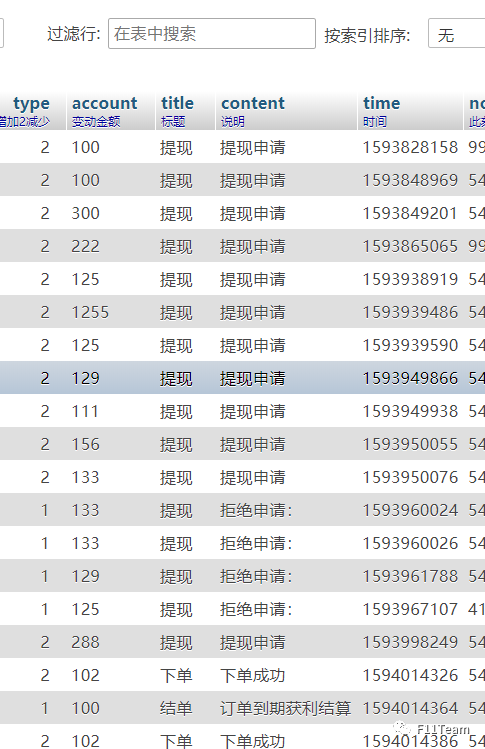 过滤行: 在表中搜索 按索引排序: 无
type account title content time
增加2减少 变动金额 标题 说明 时间
2 100 提现 提现申请 1593828158 99
2 100 提现 提现申请 1593848969 54
2 300 提现 提现申请 1593849201 54
2 222 提现 提现申请 1593865065 99
2 125 提现 提现申请 1593938919 54
2 1255 提现 提现申请 1593939486 54
2 125 提现 提现申请 1593939590 54
2 129 提现 提现申请 1593949866 54
2 111 提现 提现申请 1593949938 54
2 156 提现 提现申请 1593950055 54
2 133 提现 提现申请 1593950076 54
1 133 提现 拒绝申请: 1593960024 54
1 133 提现 拒绝申请: 1593960026 54
1 129 提现 拒绝申请: 1593961788 54
1 125 提现 拒绝申请: 1593967107 41
2 288 提现 提现申请 1593998249 54
2 102 下单 下单成功 1594014326 54
1 100 结单 订单到期获利结算 1594014364 54
2 102 下单 下单成功 1594014386 54
F11Team